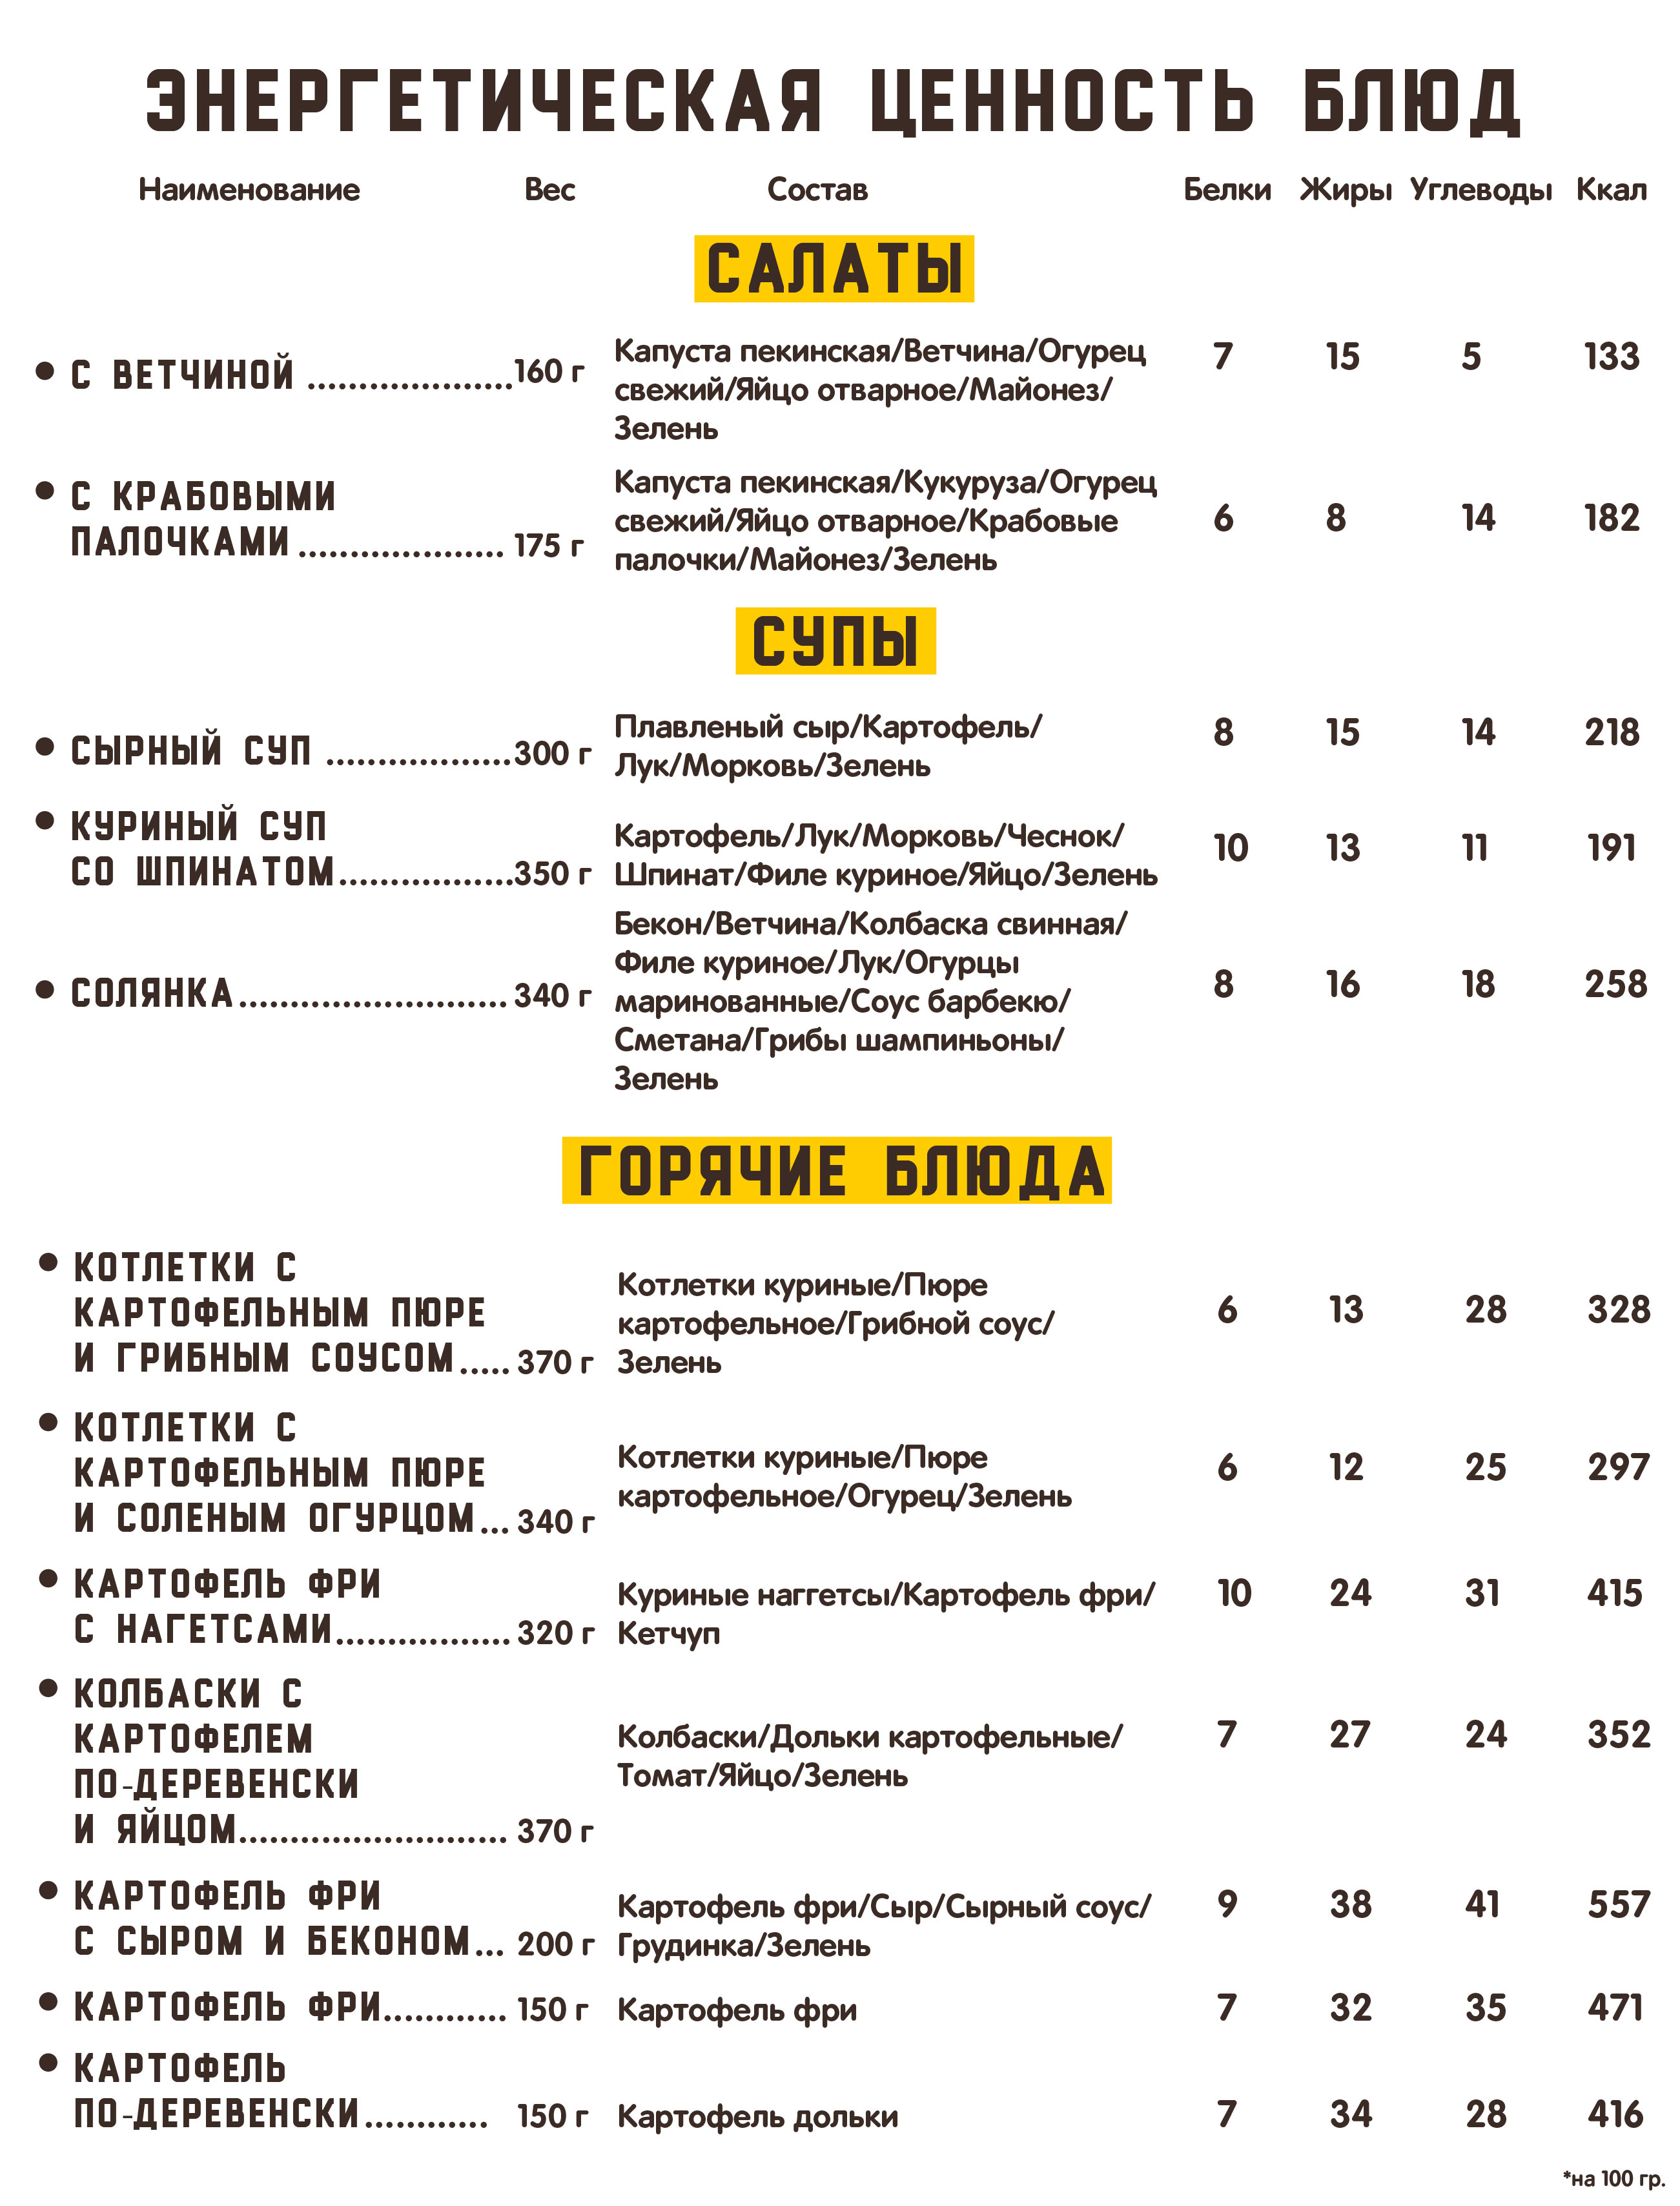 ЭНЕРГЕТИЧЕСКАЯ ЦЕННОСТЬ БЛЮД
Наименование Вес Состав Белки Жиры Углеводы Ккал
САЛАТЫ
• С ВЕТЧИНОЙ ....................160 г Капуста пекинская/Ветчина/Огурец 7 15 5 133
свежий/Яйцо отварное/Майонез/
Зелень
• С КРАБОВЫМИ Капуста пекинская/Кукуруза/Огурец
ПАЛОЧКАМИ .................... 175 г свежий/Яйцо отварное/Крабовые 6 8 14 182
палочки/Майонез/Зелень
СУПЫ
• СЫРНЫЙ СУП ..................300 г Плавленый сыр/Картофель/ 8 15 14 218
Лук/Морковь/Зелень
• КУРИНЫЙ СУП Картофель/Лук/Морковь/Чеснок/ 10 13 11 191
СО ШПИНАТОМ.................350 г Шпинат/Филе куриное/Яйцо/Зелень
Бекон/Ветчина/Колбаска свинная/
Филе куриное/Лук/Огурцы
• СОЛЯНКА.......................... 340 г маринованные/Соус барбекю/ 8 16 18 258
Сметана/Грибы шампиньоны/
Зелень
ГОРЯЧИЕ БЛЮДА
• КОТЛЕТКИ С Котлетки куриные/Пюре
КАРТОФЕЛЬНЫМ ПЮРЕ картофельное/Грибной соус/ 6 13 28 328
И ГРИБНЫМ СОУСОМ..... 370 г Зелень
• КОТЛЕТКИ С
КАРТОФЕЛЬНЫМ ПЮРЕ Котлетки куриные/Пюре 6 12 25 297
И СОЛЕНЫМ ОГУРЦОМ... 340 г картофельное/Огурец/Зелень
• КАРТОФЕЛЬ ФРИ Куриные наггетсы/Картофель фри/ 10 24 31 415
С НАГЕТСАМИ................. 320 г Кетчуп
• КОЛБАСКИ С
КАРТОФЕЛЕМ Колбаски/Дольки картофельные/ 7 27 24 352
ПО-ДЕРЕВЕНСКИ Томат/Яйцо/Зелень
И ЯЙЦОМ.......................... 370 г
• КАРТОФЕЛЬ ФРИ Картофель фри/Сыр/Сырный соус/ 9 38 41 557
С СЫРОМ И БЕКОНОМ... 200 г Грудинка/Зелень
• КАРТОФЕЛЬ ФРИ............ 150 г Картофель фри 7 32 35 471
• КАРТОФЕЛЬ
ПО-ДЕРЕВЕНСКИ............ 150 г Картофель дольки 7 34 28 416
*на 100 гр.